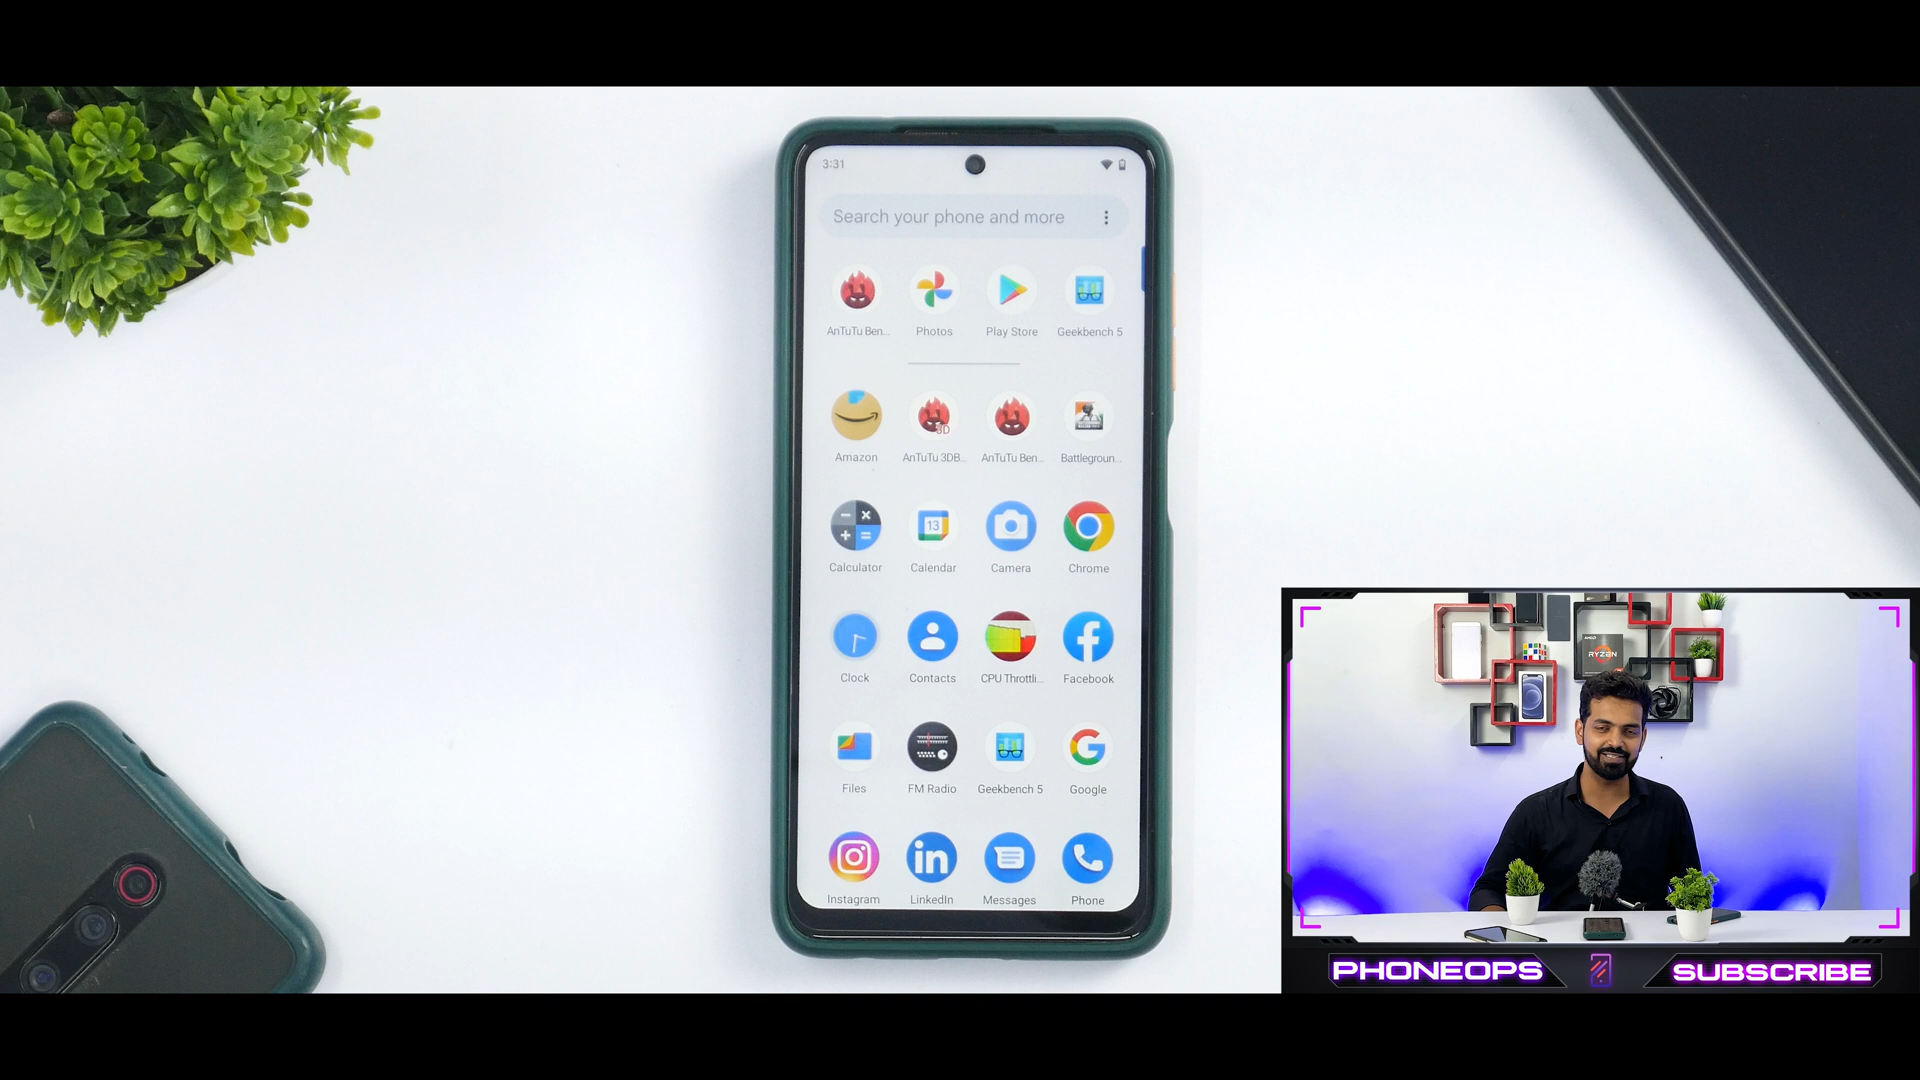 3:31
Search your phone and more
AnTuTu Ben...
Photos
Play Store
Geekbench 5
Amazon
AnTuTu 3DB...
AnTuTu Ben...
Battlegroun...
13
Calculator
Calendar
Camera
Chrome
Clock
Contacts
CPU Throttli...
Facebook
Files
FM Radio
Geekbench 5
Google
Instagram
LinkedIn
Messages
Phone
AMD
RYZEN
PHONEOPS
SUBSCRIBE